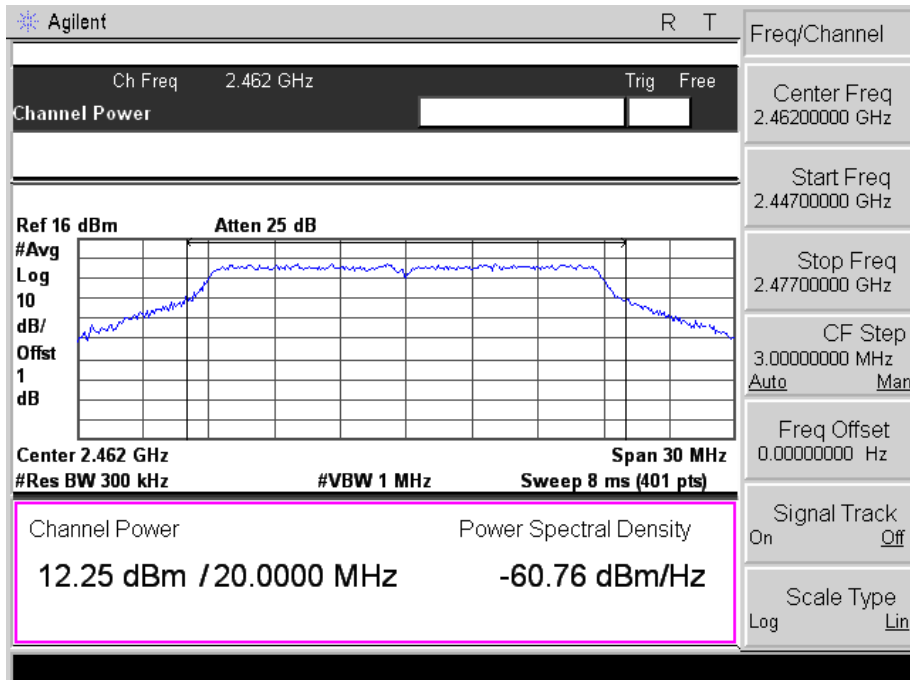 Agilent R T
Ch Freq 2.462 GHz Trig Free
Channel Power
Ref 16 dBm Atten 25 dB
#Avg
Log
10
dB/
Offst
1
dB
Center 2.462 GHz Span 30 MHz
#Res BW 300 kHz #VBW 1 MHz Sweep 8 ms (401 pts)
Channel Power Power Spectral Density
12.25 dBm / 20.0000 MHz -60.76 dBm/Hz
Freq/Channel
Center Freq
2.46200000 GHz
Start Freq
2.44700000 GHz
Stop Freq
2.47700000 GHz
CF Step
3.00000000 MHz
Auto Man
Freq Offset
0.00000000 Hz
Signal Track
On Off
Scale Type
Log Lin